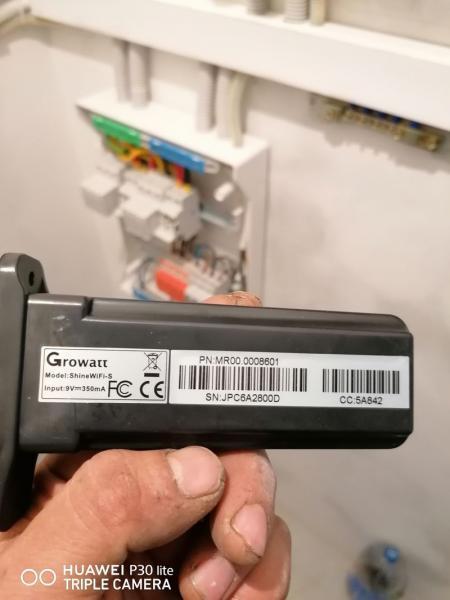 Growatt
Model:ShineWiFi-S
Input:9V⎓350mA
FC CE
PN:MR00.0008601
SN:JPC6A2800D
CC:5A842
HUAWEI P30 lite
TRIPLE CAMERA